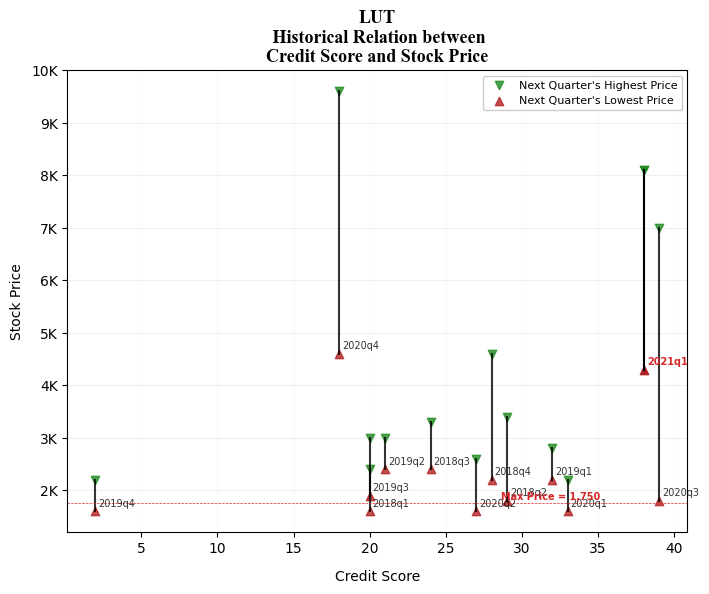 LUT
Historical Relation between
Credit Score and Stock Price
Next Quarter's Highest Price
Next Quarter's Lowest Price
Stock Price
10K
9K
8K
7K
6K
5K
4K
3K
2K
2020q4
2021q1
2019q2
2018q3
2018q4
2019q1
2019q3
2018q2
2020q3
Max Price = 1,750
2019q4
2018q1
2020q2
2020q1
5
10
15
20
25
30
35
40
Credit Score